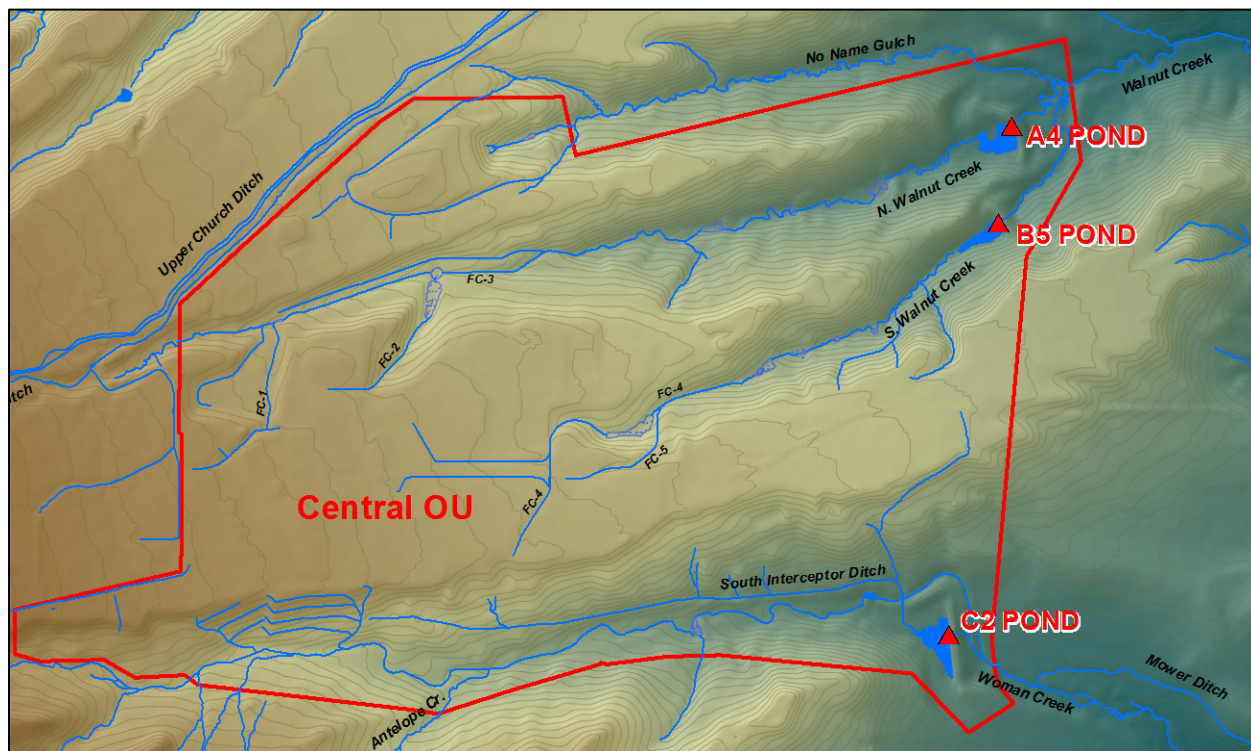 No Name Gulch
Walnut Creek
A4 POND
Upper Church Ditch
N. Walnut Creek
B5 POND
FC-3
S. Walnut Creek
FC-2
itch
FC-1
FC-4
FC-5
Central OU
FC-4
South Interceptor Ditch
C2 POND
Mower Ditch
Woman Creek
Antelope Cr.